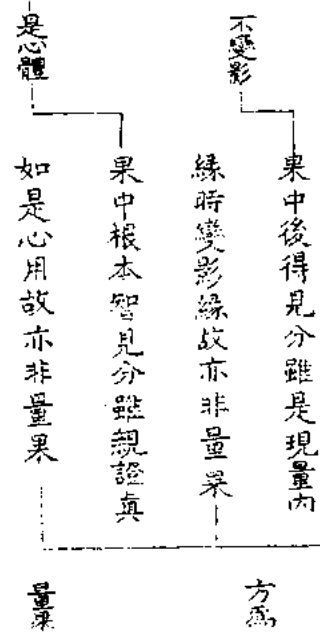 不變影
果中後得見分雖是現量內
緣時變影緣故亦非量果
方為
是心體
果中根本智見分雖親證真
如是心用故亦非量果
量果